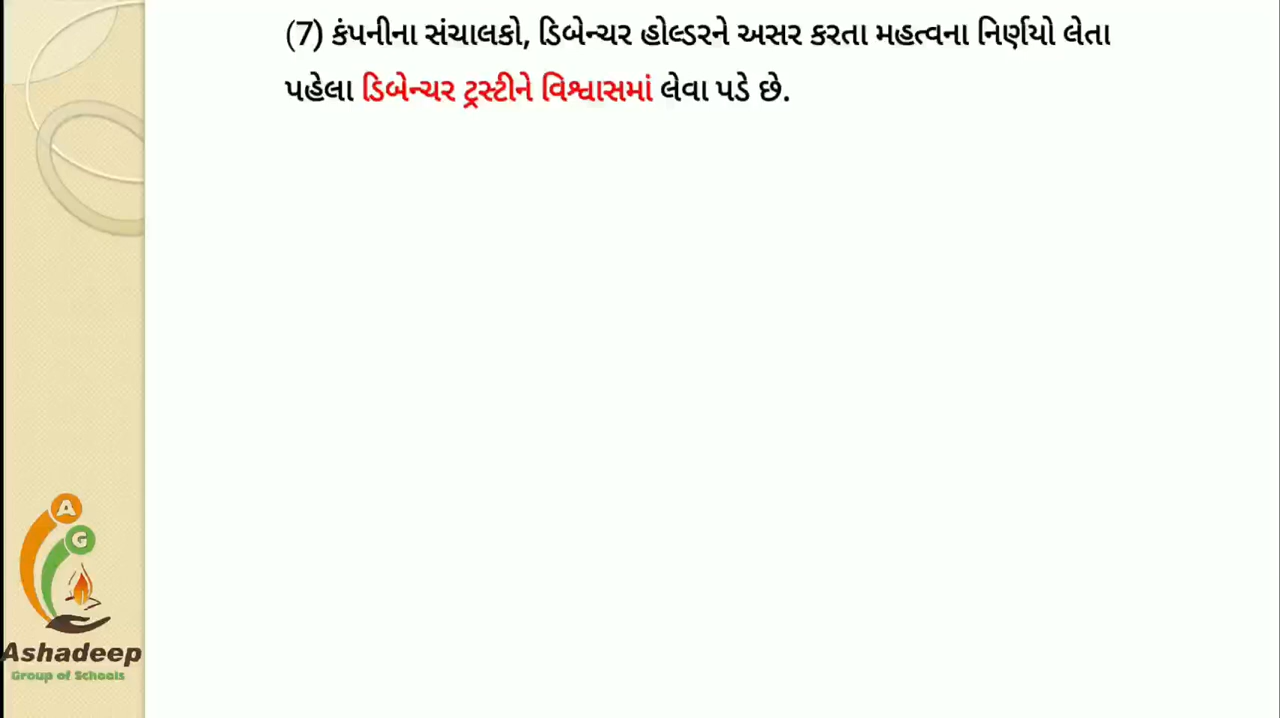 (7) કંપનીના સંચાલકો, ડિબેન્ચર હોલ્ડરને અસર કરતા મહત્વના નિર્ણયો લેતા
પહેલા ડિબેન્ચર ટ્રસ્ટીને વિશ્વાસમાં લેવા પડે છે.
A
G
Ashadeep
Group of Schools